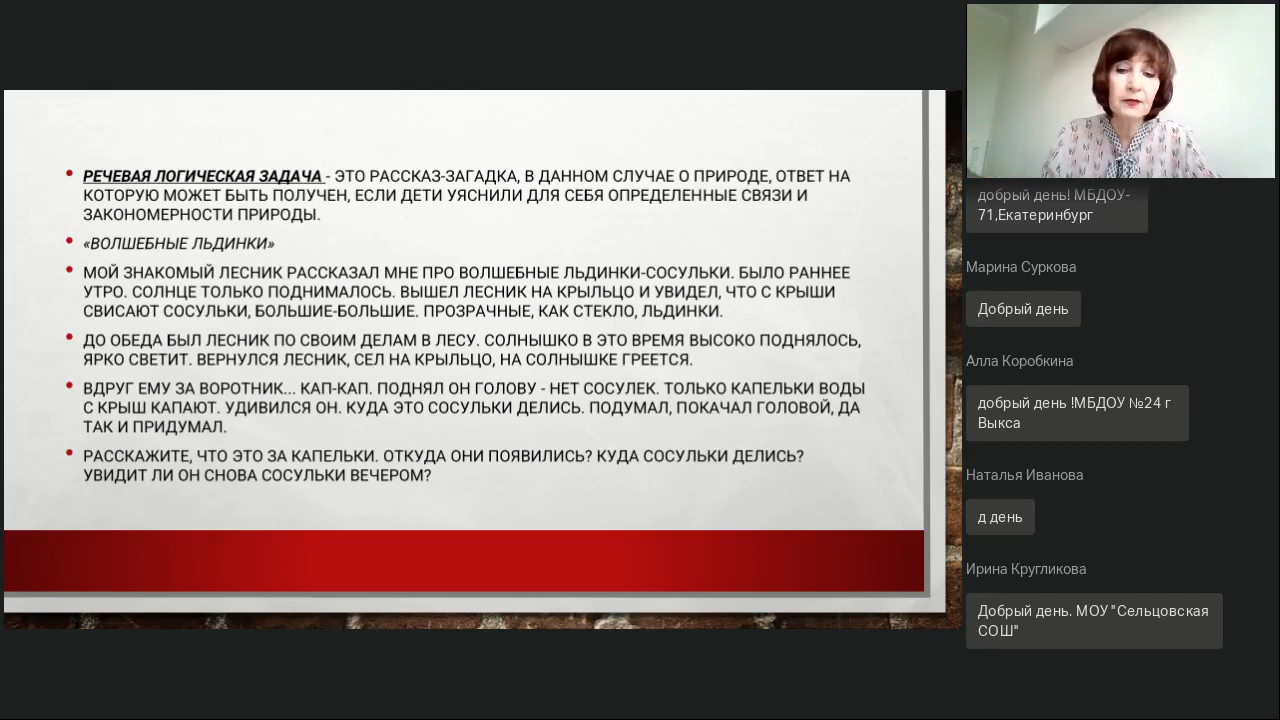 РЕЧЕВАЯ ЛОГИЧЕСКАЯ ЗАДАЧА - ЭТО РАССКАЗ-ЗАГАДКА, В ДАННОМ СЛУЧАЕ О ПРИРОДЕ, ОТВЕТ НА
КОТОРУЮ МОЖЕТ БЫТЬ ПОЛУЧЕН, ЕСЛИ ДЕТИ УЯСНИЛИ ДЛЯ СЕБЯ ОПРЕДЕЛЕННЫЕ СВЯЗИ И
ЗАКОНОМЕРНОСТИ ПРИРОДЫ.
«ВОЛШЕБНЫЕ ЛЬДИНКИ»
МОЙ ЗНАКОМЫЙ ЛЕСНИК РАССКАЗАЛ МНЕ ПРО ВОЛШЕБНЫЕ ЛЬДИНКИ-СОСУЛЬКИ. БЫЛО РАННЕЕ
УТРО. СОЛНЦЕ ТОЛЬКО ПОДНИМАЛОСЬ. ВЫШЕЛ ЛЕСНИК НА КРЫЛЬЦО И УВИДЕЛ, ЧТО С КРЫШИ
СВИСАЮТ СОСУЛЬКИ, БОЛЬШИЕ-БОЛЬШИЕ. ПРОЗРАЧНЫЕ, КАК СТЕКЛО, ЛЬДИНКИ.
ДО ОБЕДА БЫЛ ЛЕСНИК ПО СВОИМ ДЕЛАМ В ЛЕСУ. СОЛНЫШКО В ЭТО ВРЕМЯ ВЫСОКО ПОДНЯЛОСЬ,
ЯРКО СВЕТИТ. ВЕРНУЛСЯ ЛЕСНИК, СЕЛ НА КРЫЛЬЦО, НА СОЛНЫШКЕ ГРЕЕТСЯ.
ВДРУГ ЕМУ ЗА ВОРОТНИК... КАП-КАП. ПОДНЯЛ ОН ГОЛОВУ - НЕТ СОСУЛЕК. ТОЛЬКО КАПЕЛЬКИ ВОДЫ
С КРЫШ КАПАЮТ. УДИВИЛСЯ ОН. КУДА ЭТО СОСУЛЬКИ ДЕЛИСЬ. ПОДУМАЛ, ПОКАЧАЛ ГОЛОВОЙ, ДА
ТАК И ПРИДУМАЛ.
РАССКАЖИТЕ, ЧТО ЭТО ЗА КАПЕЛЬКИ. ОТКУДА ОНИ ПОЯВИЛИСЬ? КУДА СОСУЛЬКИ ДЕЛИСЬ?
УВИДИТ ЛИ ОН СНОВА СОСУЛЬКИ ВЕЧЕРОМ?
добрый день! МБДОУ-
71,Екатеринбург
Марина Суркова
Добрый день
Алла Коробкина
добрый день !МБДОУ №24 г
Выкса
Наталья Иванова
д день
Ирина Кругликова
Добрый день. МОУ "Сельцовская
СОШ"